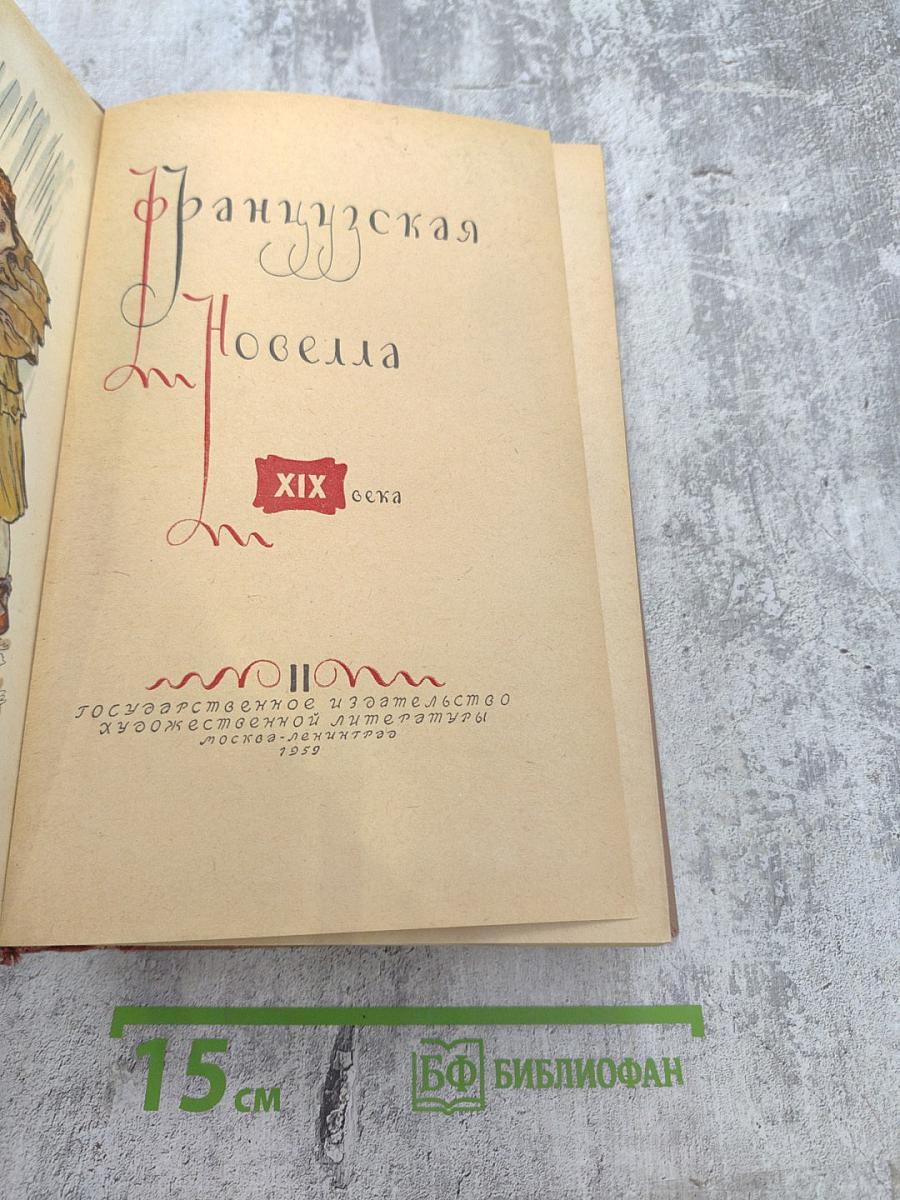 Французская
Новелла
XIX века
II
ГОСУДАРСТВЕННОЕ ИЗДАТЕЛЬСТВО
ХУДОЖЕСТВЕННОЙ ЛИТЕРАТУРЫ
МОСКВА-ЛЕНИНГРАД
1959
15 см
БФ БИБЛИОФАН